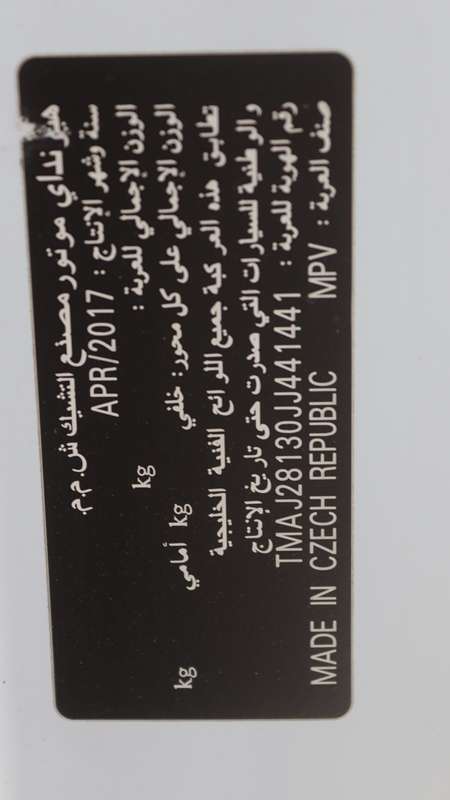 هيونداي موتور مصنع التشيك ش.م.م.
سنة وشهر الإنتاج : APR/2017
الوزن الإجمالي للعربة : kg
الوزن الإجمالي على كل محور: خلفي kg أمامي kg
تطابق هذه المركبة جميع اللوائح الفنية الخليجية
والوطنية للسيارات التي صدرت حتى تاريخ الإنتاج
رقم الهوية للعربة : TMAJ28130JJ441441
صنف العربة : MPV MADE IN CZECH REPUBLIC